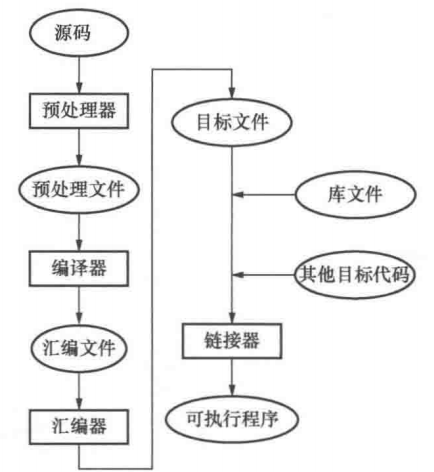 源码
预处理器
预处理文件
编译器
汇编文件
汇编器
目标文件
库文件
其他目标代码
链接器
可执行程序